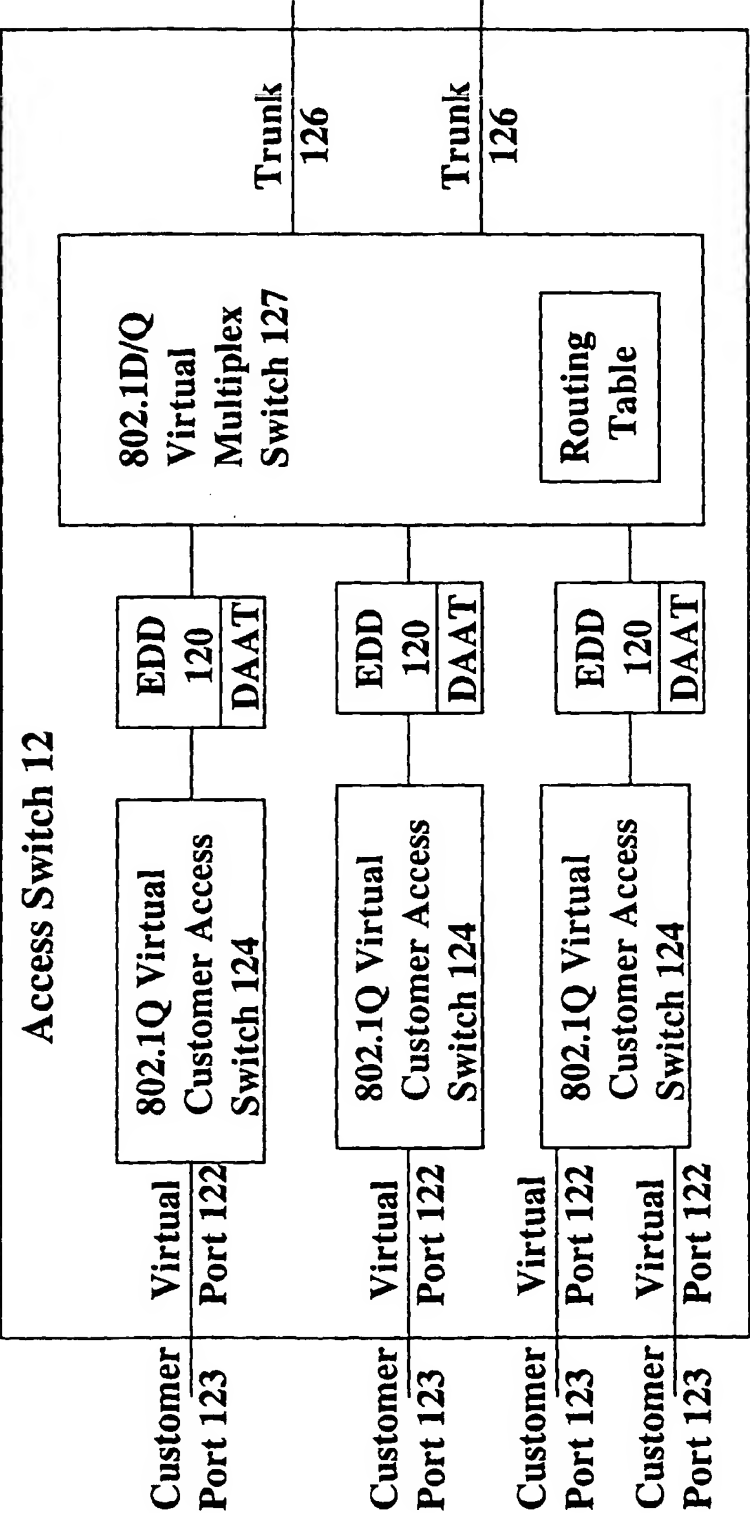 Access Switch 12
Customer
Port 123
Virtual
Port 122
802.1Q Virtual
Customer Access
Switch 124
EDD
120
DAAT
802.1D/Q
Virtual
Multiplex
Switch 127
Trunk
126
Customer
Port 123
Virtual
Port 122
802.1Q Virtual
Customer Access
Switch 124
EDD
120
DAAT
Trunk
126
Customer
Port 123
Virtual
Port 122
802.1Q Virtual
Customer Access
Switch 124
EDD
120
DAAT
Routing
Table
Customer
Port 123
Virtual
Port 122